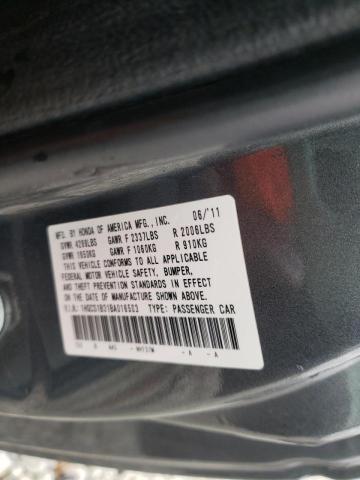 MFD. BY HONDA OF AMERICA MFG., INC. 06/'11
GVWR 4299LBS GAWR F 2337LBS R 2006LBS
GVWR 1950KG GAWR F 1060KG R 910KG
THIS VEHICLE CONFORMS TO ALL APPLICABLE
FEDERAL MOTOR VEHICLE SAFETY, BUMPER,
AND THEFT PREVENTION STANDARDS IN EFFECT
ON THE DATE OF MANUFACTURE SHOWN ABOVE.
V.I.N.: 1HGCS1B31BA016503 TYPE: PASSENGER CAR
- A - A